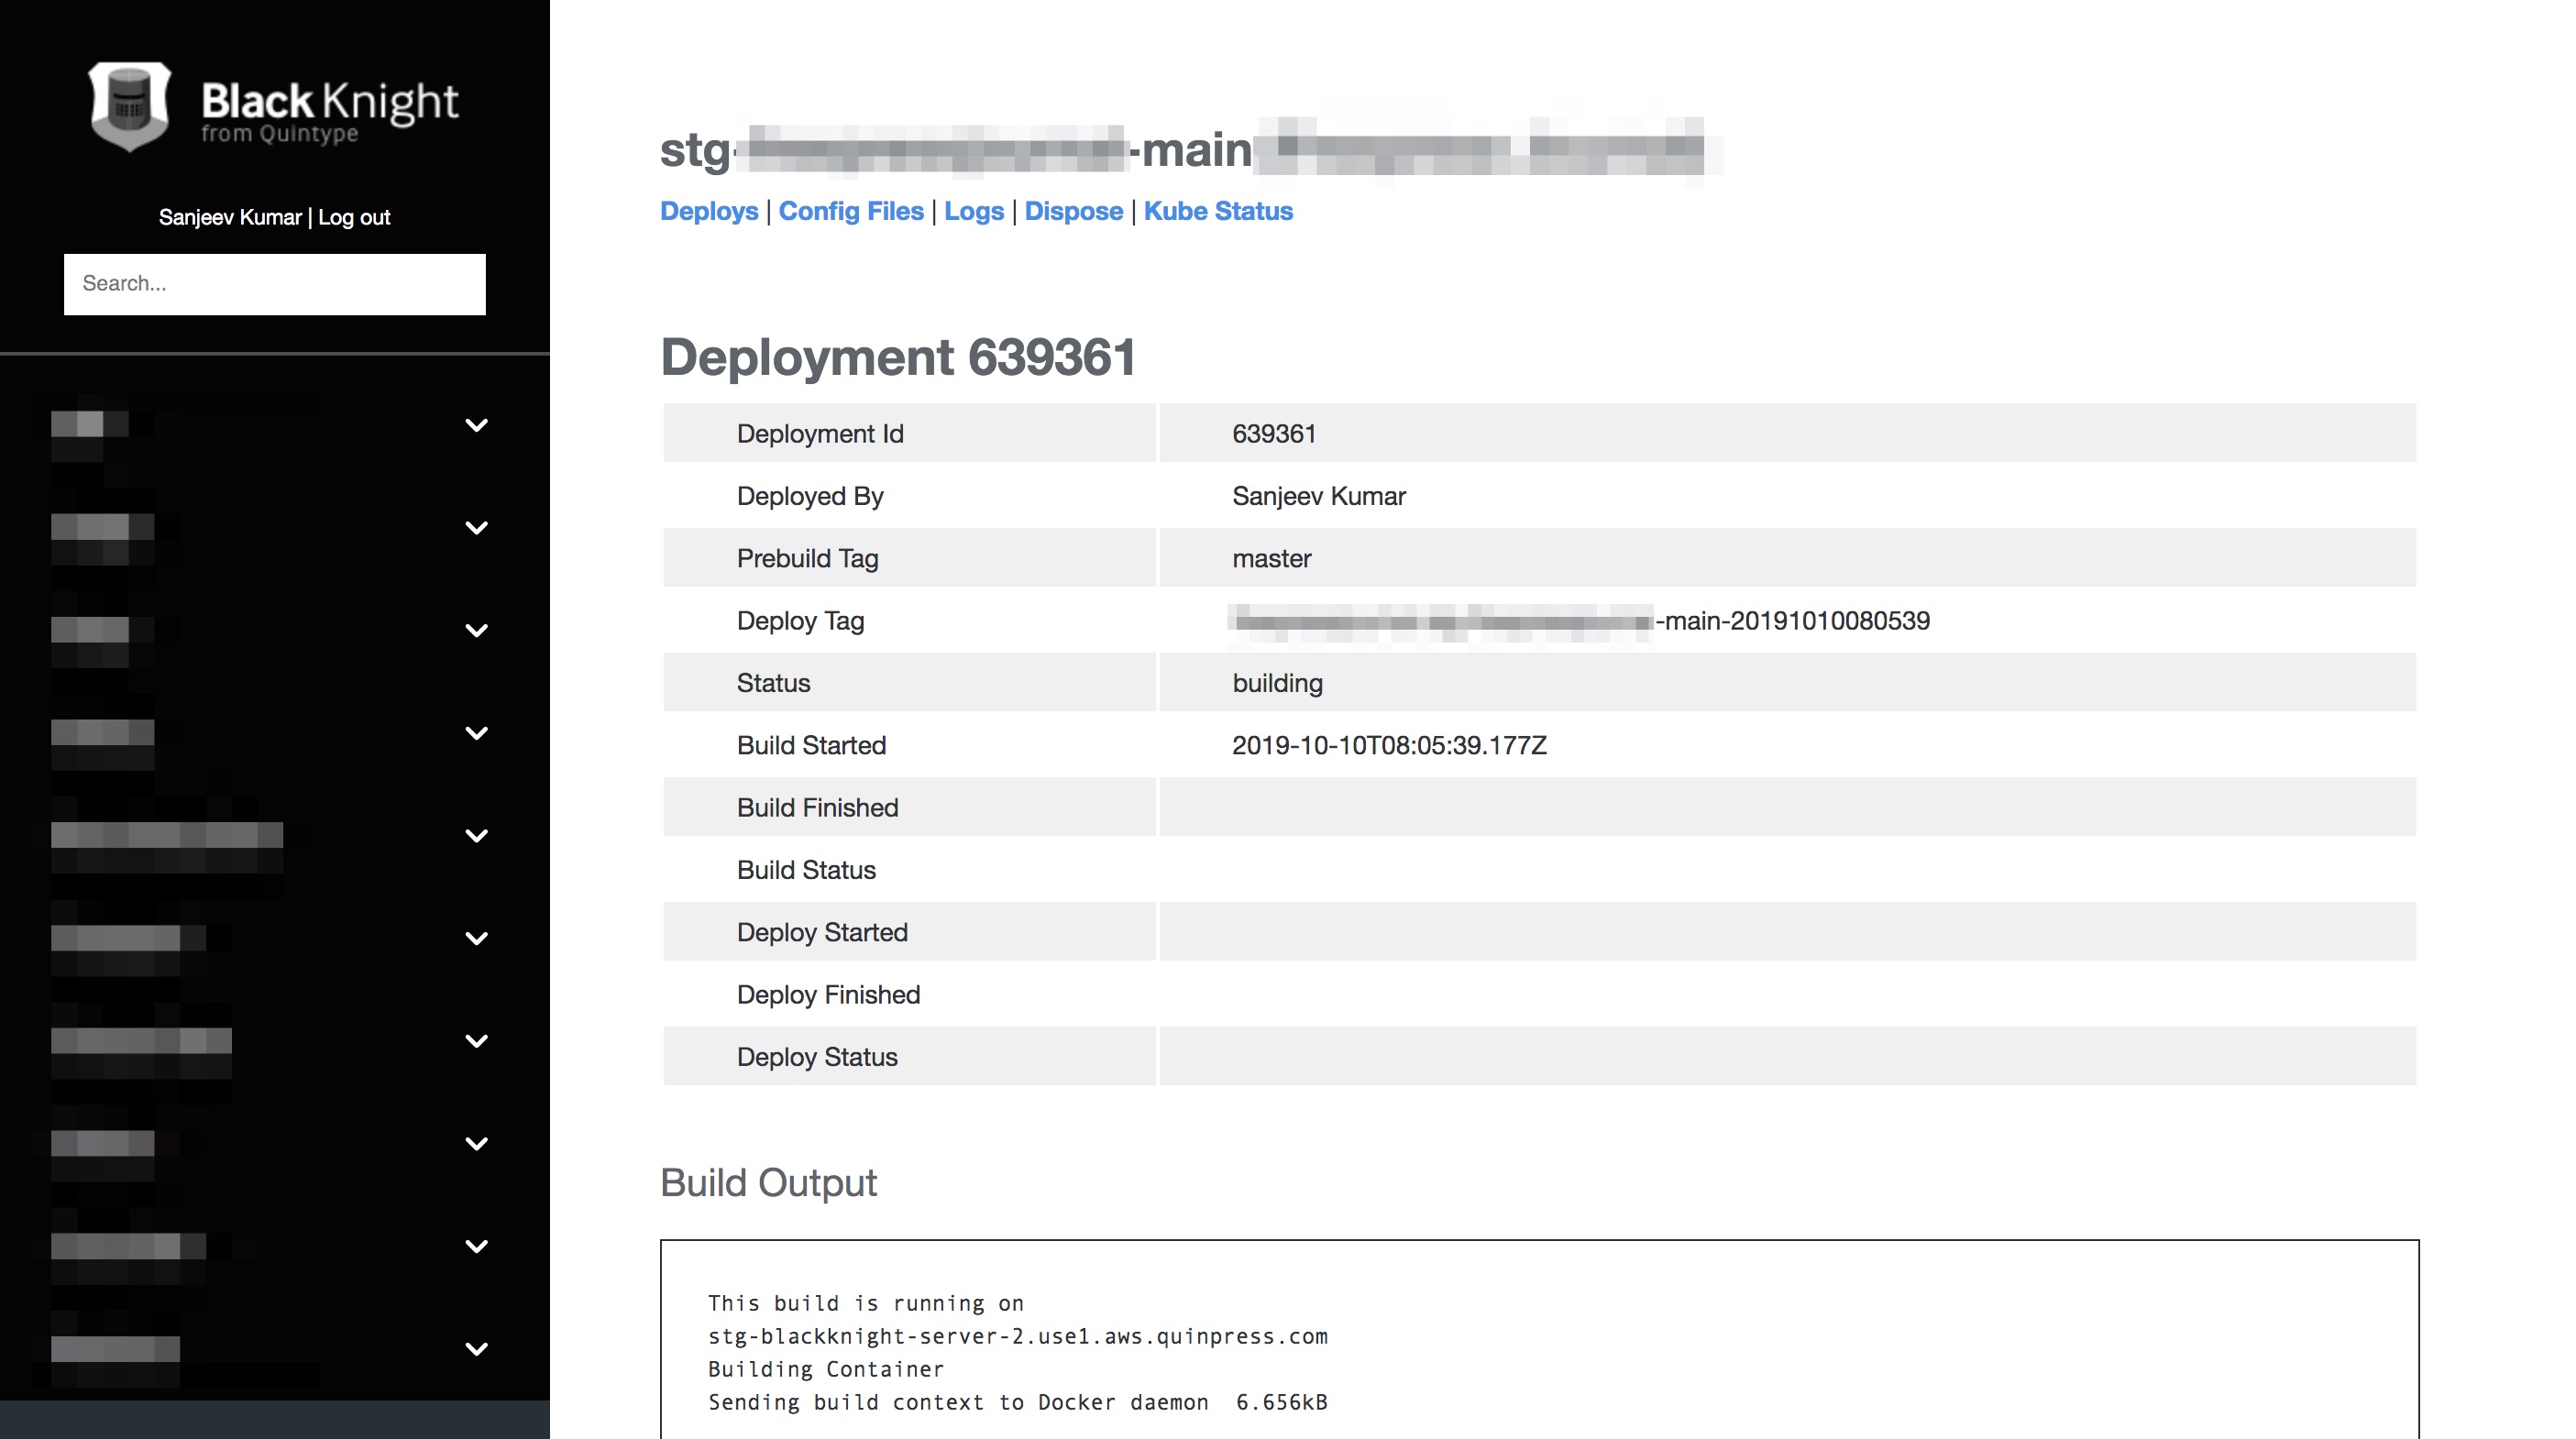 Black Knight
from Quintype
Sanjeev Kumar | Log out
Search...
stg- -main
Deploys | Config Files | Logs | Dispose | Kube Status
Deployment 639361
Deployment Id 639361
Deployed By Sanjeev Kumar
Prebuild Tag master
Deploy Tag -main-20191010080539
Status building
Build Started 2019-10-10T08:05:39.177Z
Build Finished
Build Status
Deploy Started
Deploy Finished
Deploy Status
Build Output
This build is running on
stg-blackknight-server-2.use1.aws.quinpress.com
Building Container
Sending build context to Docker daemon 6.656kB